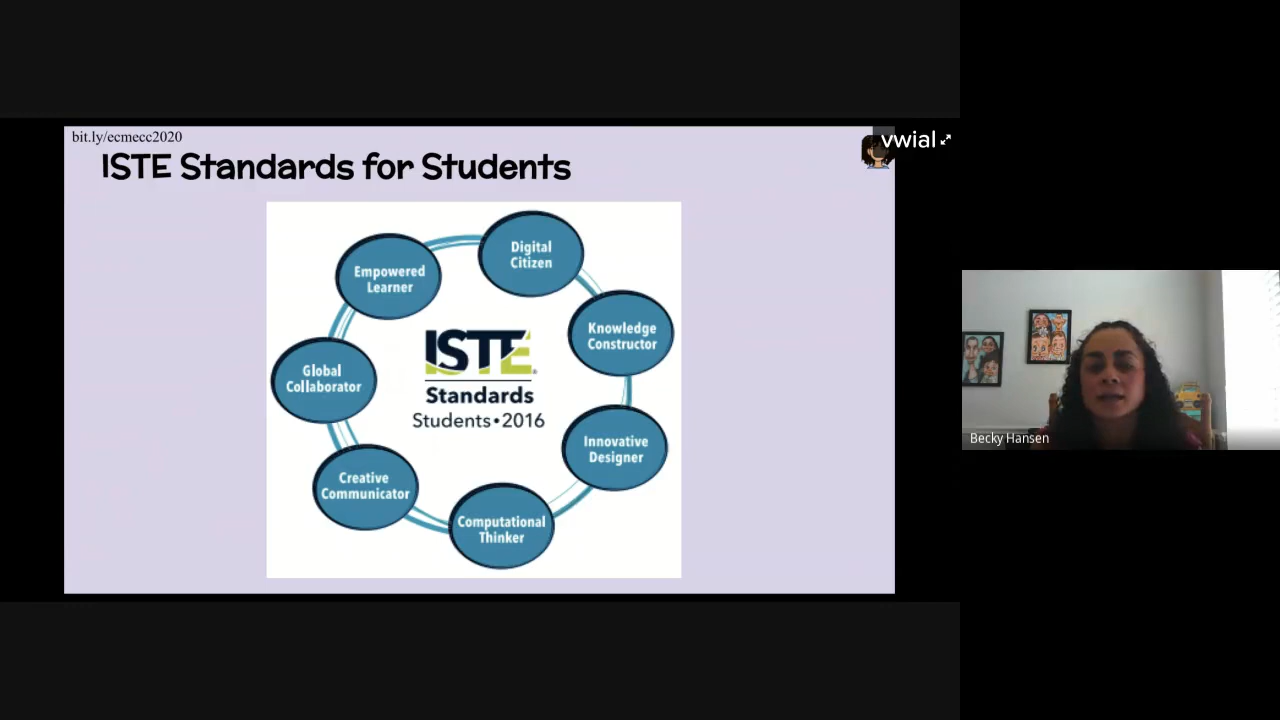 bit.ly/ecmecc2020
vwial
ISTE Standards for Students
Digital
Citizen
Empowered
Learner
Knowledge
Constructor
ISTE®
Global
Collaborator
Standards
Students•2016
Innovative
Designer
Creative
Communicator
Computational
Thinker
Becky Hansen